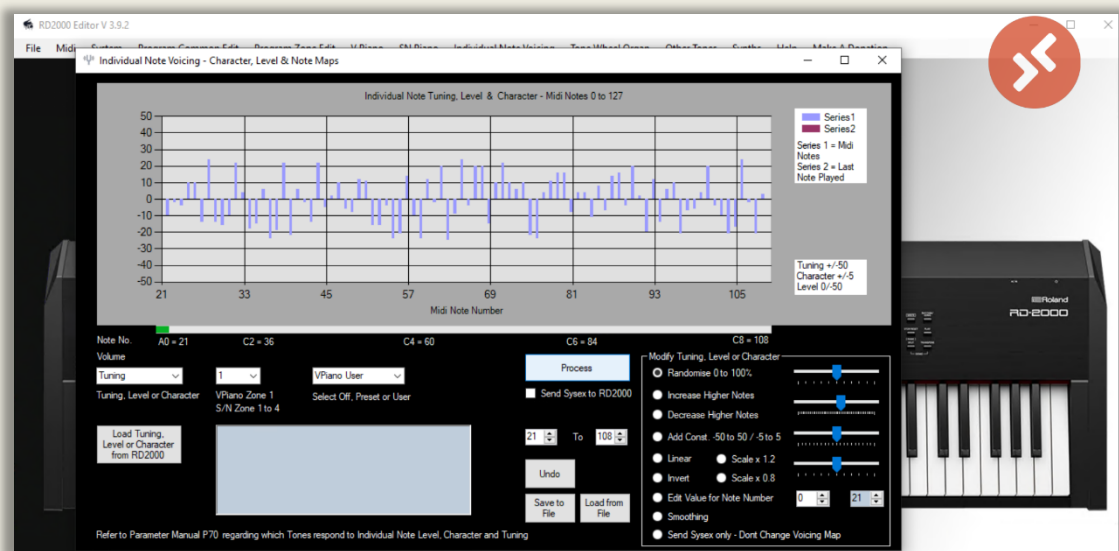 RD2000 Editor V 3.9.2
File Midi System Program Common Edit Program Zone Edit V-Piano SN Piano Individual Note Voicing Tone Wheel Organ Other Tones Synths Help Make A Donation
Individual Note Voicing - Character, Level & Note Maps
Individual Note Tuning, Level & Character - Midi Notes 0 to 127
50
40
30
20
10
0
-10
-20
-30
-40
-50
21 33 45 57 69 81 93 105
Midi Note Number
Series1
Series2
Series 1 = Midi
Notes
Series 2 = Last
Note Played
Tuning +/-50
Character +/-5
Level 0/-50
Note No. A0 = 21 C2 = 36 C4 = 60 C6 = 84 C8 = 108
Volume
Tuning 1 VPiano User
Tuning, Level or Character
VPiano Zone 1
S/N Zone 1 to 4
Select Off, Preset or User
Load Tuning,
Level or Character
from RD2000
Process
Send Sysex to RD2000
21 To 108
Undo
Save to
File
Load from
File
Modify Tuning, Level or Character
Randomise 0 to 100%
Increase Higher Notes
Decrease Higher Notes
Add Const. -50 to 50 / -5 to 5
Linear Scale x 1.2
Invert Scale x 0.8
Edit Value for Note Number 0 21
Smoothing
Send Sysex only - Dont Change Voicing Map
Refer to Parameter Manual P70 regarding which Tones respond to Individual Note Level, Character and Tuning
Roland
RD-2000